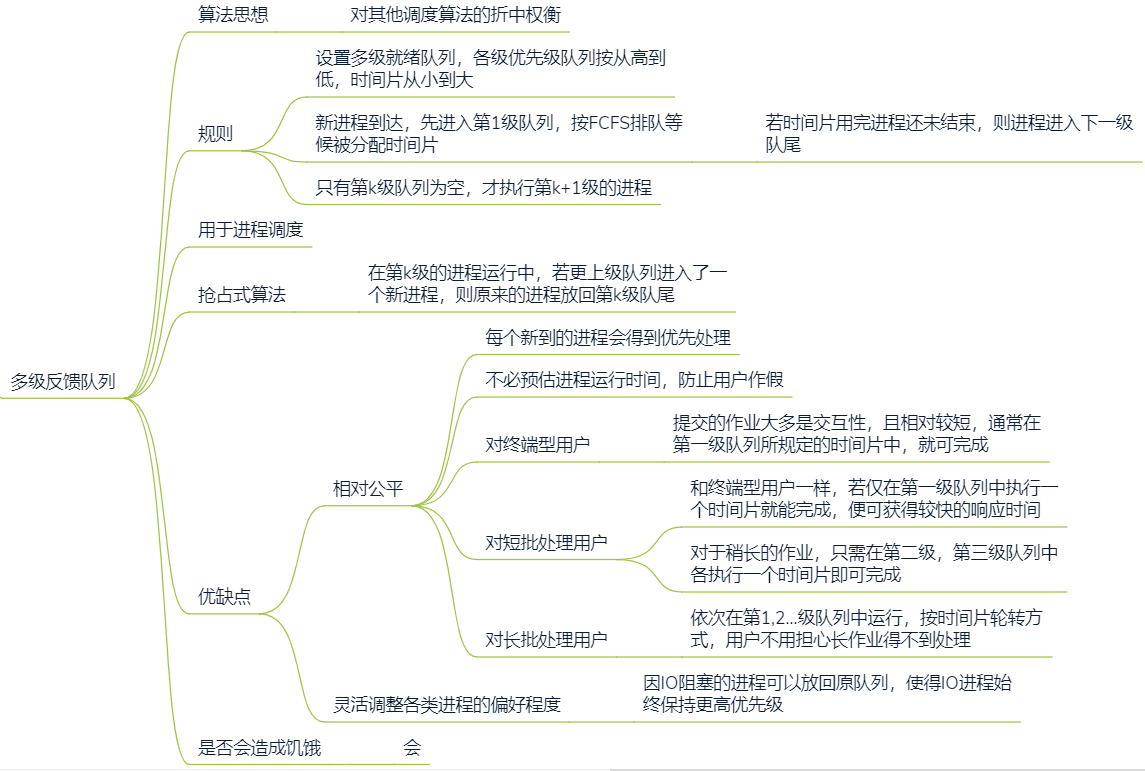 算法思想
对其他调度算法的折中权衡
设置多级就绪队列，各级优先级队列按从高到
低，时间片从小到大
规则
新进程到达，先进入第1级队列，按FCFS排队等
候被分配时间片
若时间片用完进程还未结束，则进程进入下一级
队尾
只有第k级队列为空，才执行第k+1级的进程
用于进程调度
抢占式算法
在第k级的进程运行中，若更上级队列进入了一
个新进程，则原来的进程放回第k级队尾
多级反馈队列
优缺点
相对公平
每个新到的进程会得到优先处理
不必预估进程运行时间，防止用户作假
对终端型用户
提交的作业大多是交互性，且相对较短，通常在
第一级队列所规定的时间片中，就可完成
对短批处理用户
和终端型用户一样，若仅在第一级队列中执行一
个时间片就能完成，便可获得较快的响应时间
对于稍长的作业，只需在第二级，第三级队列中
各执行一个时间片即可完成
对长批处理用户
依次在第1,2...级队列中运行，按时间片轮转方
式，用户不用担心长作业得不到处理
灵活调整各类进程的偏好程度
因IO阻塞的进程可以放回原队列，使得IO进程始
终保持更高优先级
是否会造成饥饿
会